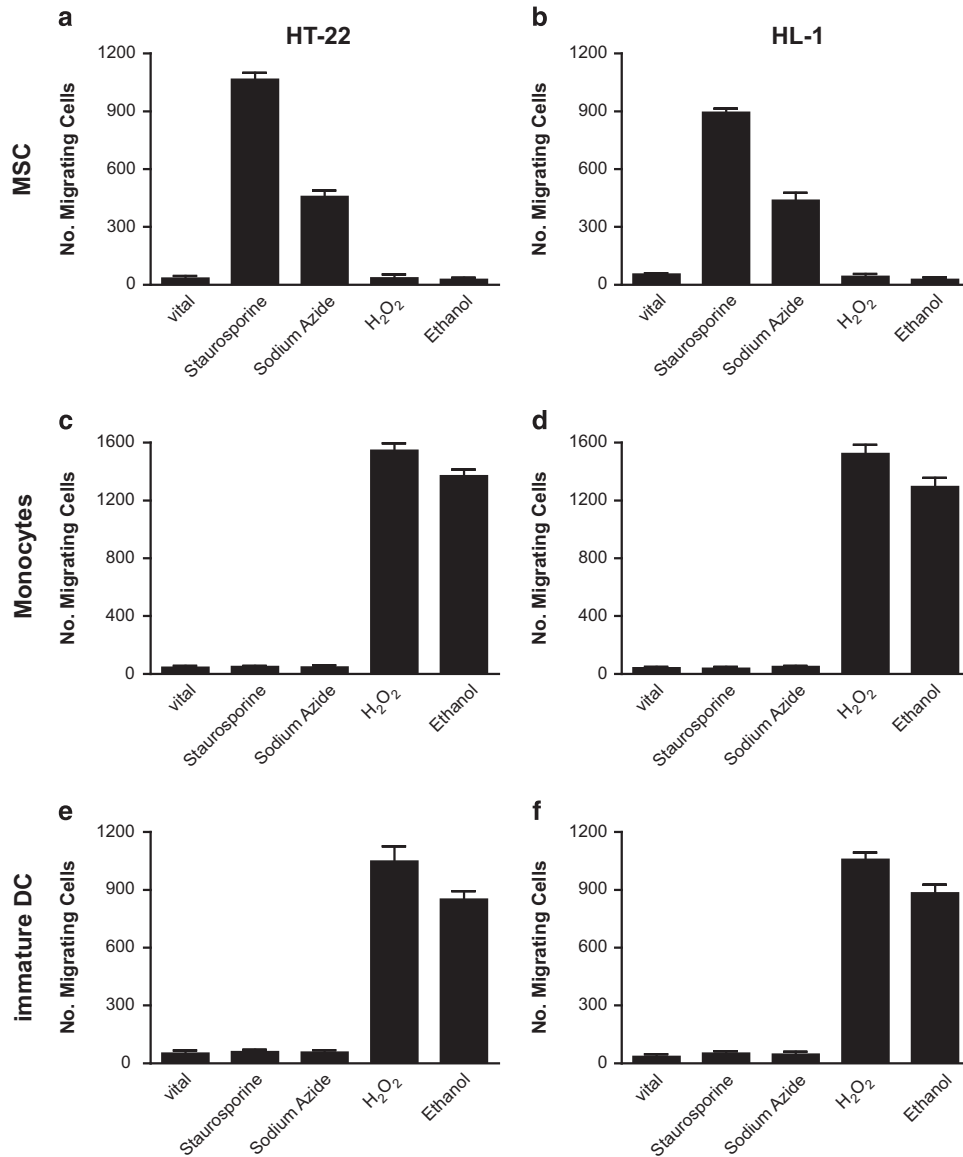 a
b
HT-22
HL-1
MSC
No. Migrating Cells
1200
900
600
300
0
vital
Staurosporine
Sodium Azide
H₂O₂
Ethanol
No. Migrating Cells
1200
900
600
300
0
vital
Staurosporine
Sodium Azide
H₂O₂
Ethanol
c
d
Monocytes
No. Migrating Cells
1600
1200
800
400
0
vital
Staurosporine
Sodium Azide
H₂O₂
Ethanol
No. Migrating Cells
1600
1200
800
400
0
vital
Staurosporine
Sodium Azide
H₂O₂
Ethanol
e
f
immature DC
No. Migrating Cells
1200
900
600
300
0
vital
Staurosporine
Sodium Azide
H₂O₂
Ethanol
No. Migrating Cells
1200
900
600
300
0
vital
Staurosporine
Sodium Azide
H₂O₂
Ethanol